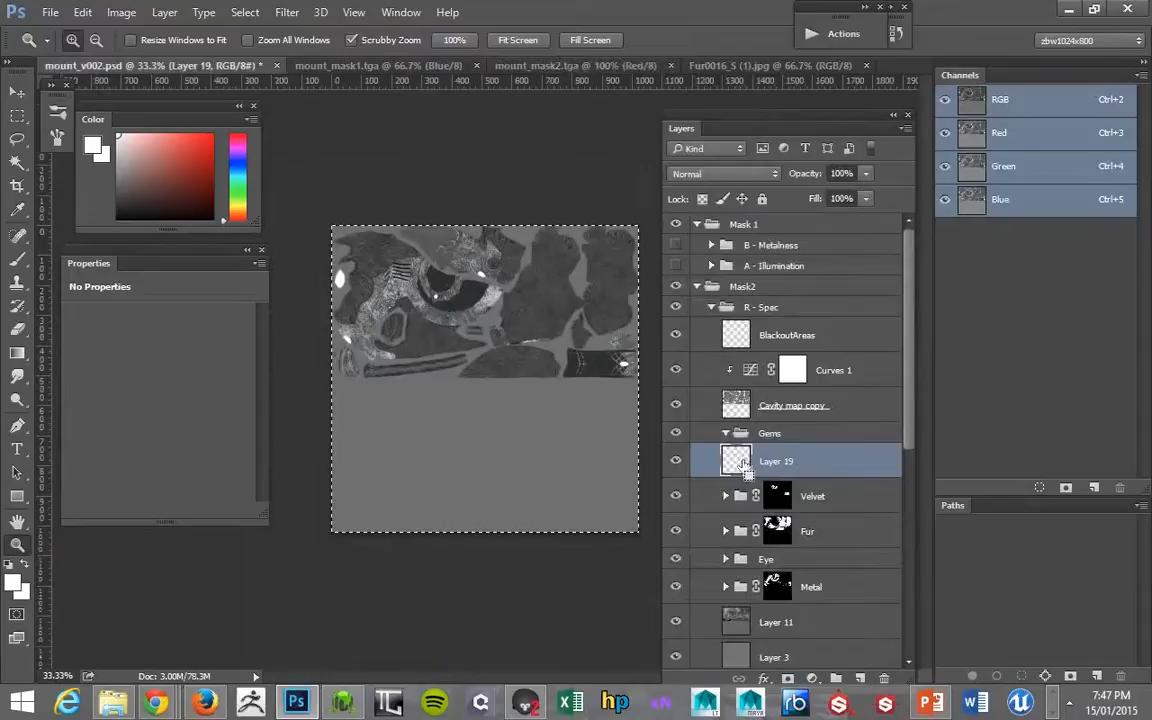 Ps File Edit Image Layer Type Select Filter 3D View Window Help
Actions
Resize Windows to Fit All Windows Scrubby Zoom 100% Fit Screen Fill Screen zbw1024x800
mount_v002.psd @ 33.3% (Layer 19, RGB/8#) * mount_mask1.tga @ 66.7% (Blue/8) mount_mask2.tga @ 100% (Red/8) Fur0016_S (1).jpg @ 66.7% (RGB/8)
Color
Properties
No Properties
Layers
Kind
Normal Opacity: 100%
Lock: Fill: 100%
Mask 1
B - Metalness
A - Illumination
Mask2
R - Spec
BlackoutAreas
Curves 1
Cavity map copy
Gems
Layer 19
Velvet
Fur
Eye
Metal
Layer 11
Layer 3
Channels
RGB Ctrl+2
Red Ctrl+3
Green Ctrl+4
Blue Ctrl+5
Paths
33.33% Doc: 3.00M/78.3M
7:47 PM
15/01/2015